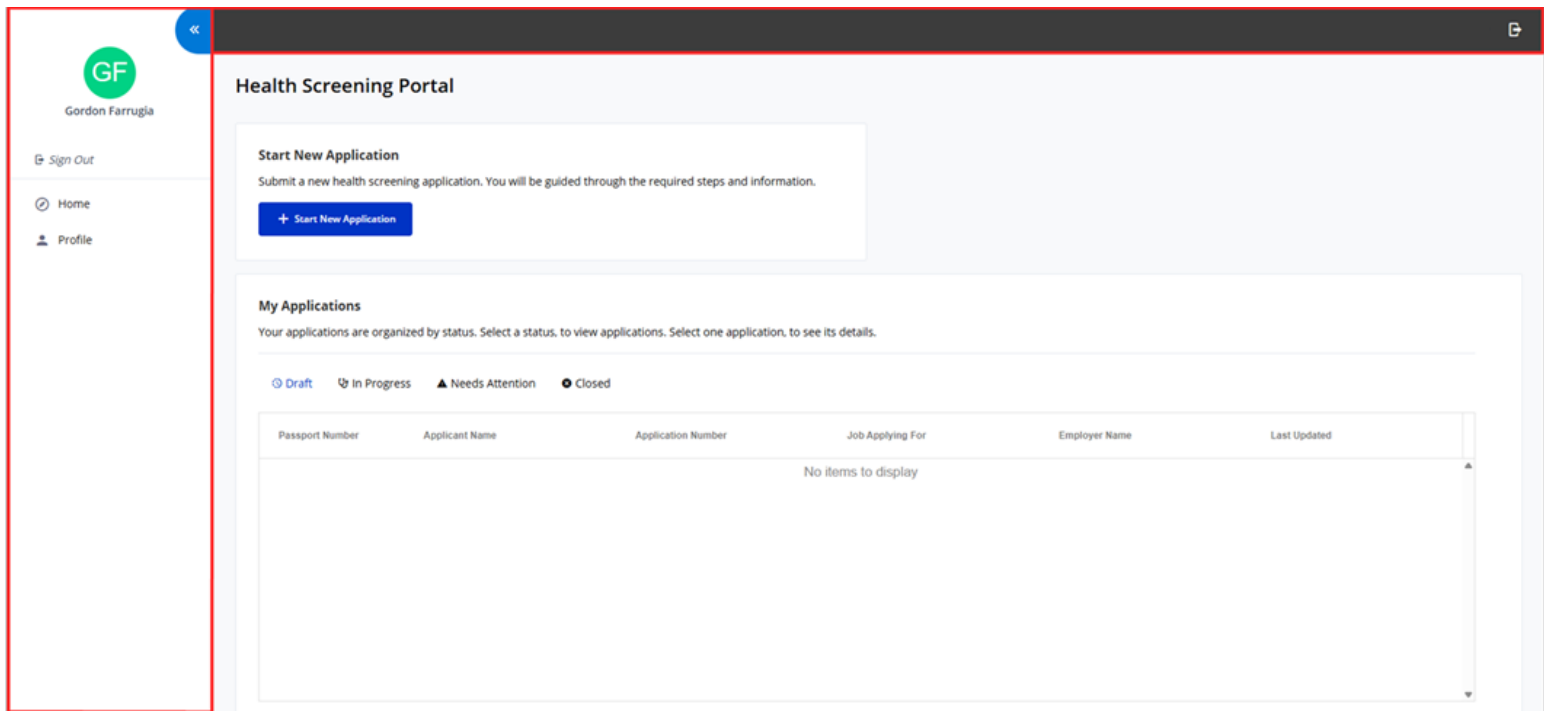 GF
Gordon Farrugia
Sign Out
Home
Profile
Health Screening Portal
Start New Application
Submit a new health screening application. You will be guided through the required steps and information.
+ Start New Application
My Applications
Your applications are organized by status. Select a status, to view applications. Select one application, to see its details.
Draft In Progress Needs Attention Closed
Passport Number Applicant Name Application Number Job Applying For Employer Name Last Updated
No items to display